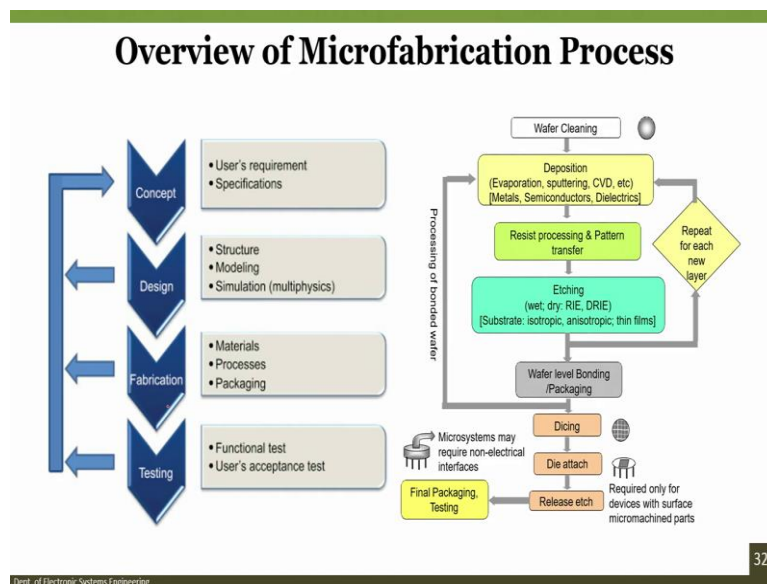 Overview of Microfabrication Process
Concept
• User's requirement
• Specifications
Design
• Structure
• Modeling
• Simulation (multiphysics)
Fabrication
• Materials
• Processes
• Packaging
Testing
• Functional test
• User's acceptance test
Wafer Cleaning
Deposition
(Evaporation, sputtering, CVD, etc)
[Metals, Semiconductors, Dielectrics]
Resist processing & Pattern
transfer
Repeat
for each
new
layer
Etching
(wet; dry: RIE, DRIE)
[Substrate: isotropic, anisotropic; thin films]
Processing of bonded wafer
Wafer level Bonding
/Packaging
Dicing
Microsystems may
require non-electrical
interfaces
Die attach
Release etch
Required only for
devices with surface
micromachined parts
Final Packaging,
Testing
32
Dept. of Electronic Systems Engineering